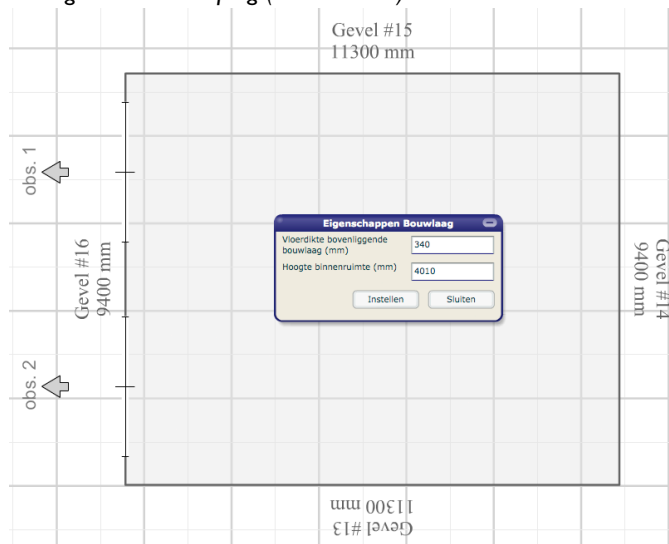 Gevel #15
11300 mm
obs. 1
Gevel #16
9400 mm
obs. 2
Eigenschappen Bouwlaag
Vloerdikte bovenliggende
bouwlaag (mm)
340
Hoogte binnenruimte (mm)
4010
Instellen
Sluiten
Gevel #14
9400 mm
11300 mm
Gevel #13